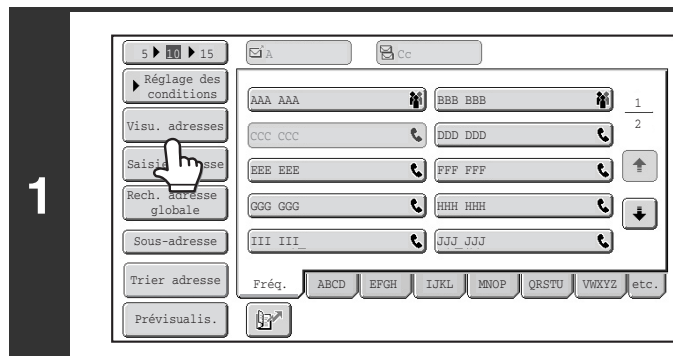 1
5 10 15
A
Cc
Réglage des
conditions
AAA AAA
BBB BBB
1
2
Visu. adresses
CCC CCC
DDD DDD
EEE EEE
FFF FFF
Rech. adresse
globale
GGG GGG
HHH HHH
Sous-adresse
III III
JJJ JJJ
Trier adresse
Fréq.
ABCD
EFGH
IJKL
MNOP
QRSTU
VWXYZ
etc.
Prévisualis.